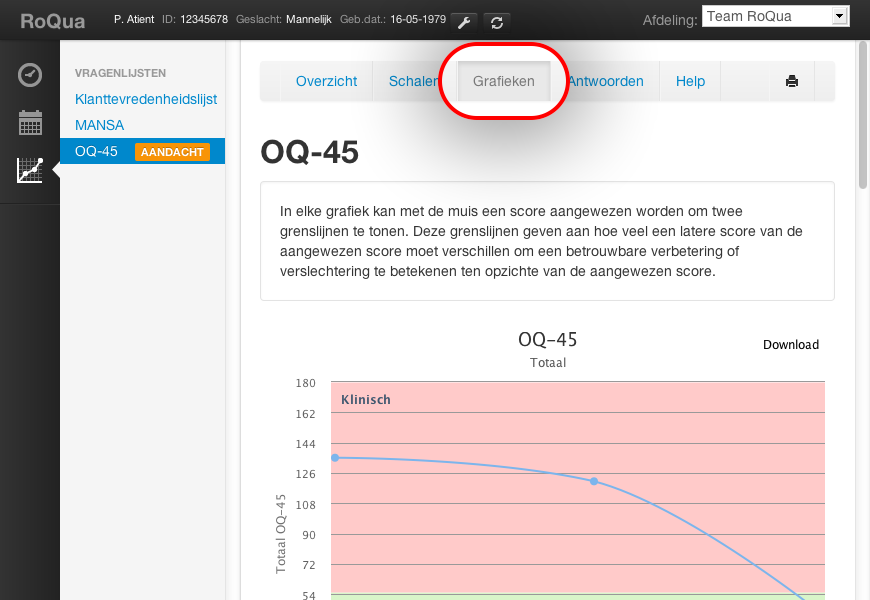 RoQua
P. Atient ID: 12345678 Geslacht: Mannelijk Geb.dat.: 16-05-1979
Afdeling: Team RoQua
VRAGENLIJSTEN
Klanttevredenheidslijst
MANSA
OQ-45 AANDACHT
Overzicht Schalen Grafieken Antwoorden Help
OQ-45
In elke grafiek kan met de muis een score aangewezen worden om twee
grenslijnen te tonen. Deze grenslijnen geven aan hoe veel een latere score van de
aangewezen score moet verschillen om een betrouwbare verbetering of
verslechtering te betekenen ten opzichte van de aangewezen score.
OQ-45
Totaal
Download
Totaal OQ-45
180
Klinisch
162
144
126
108
90
72
54